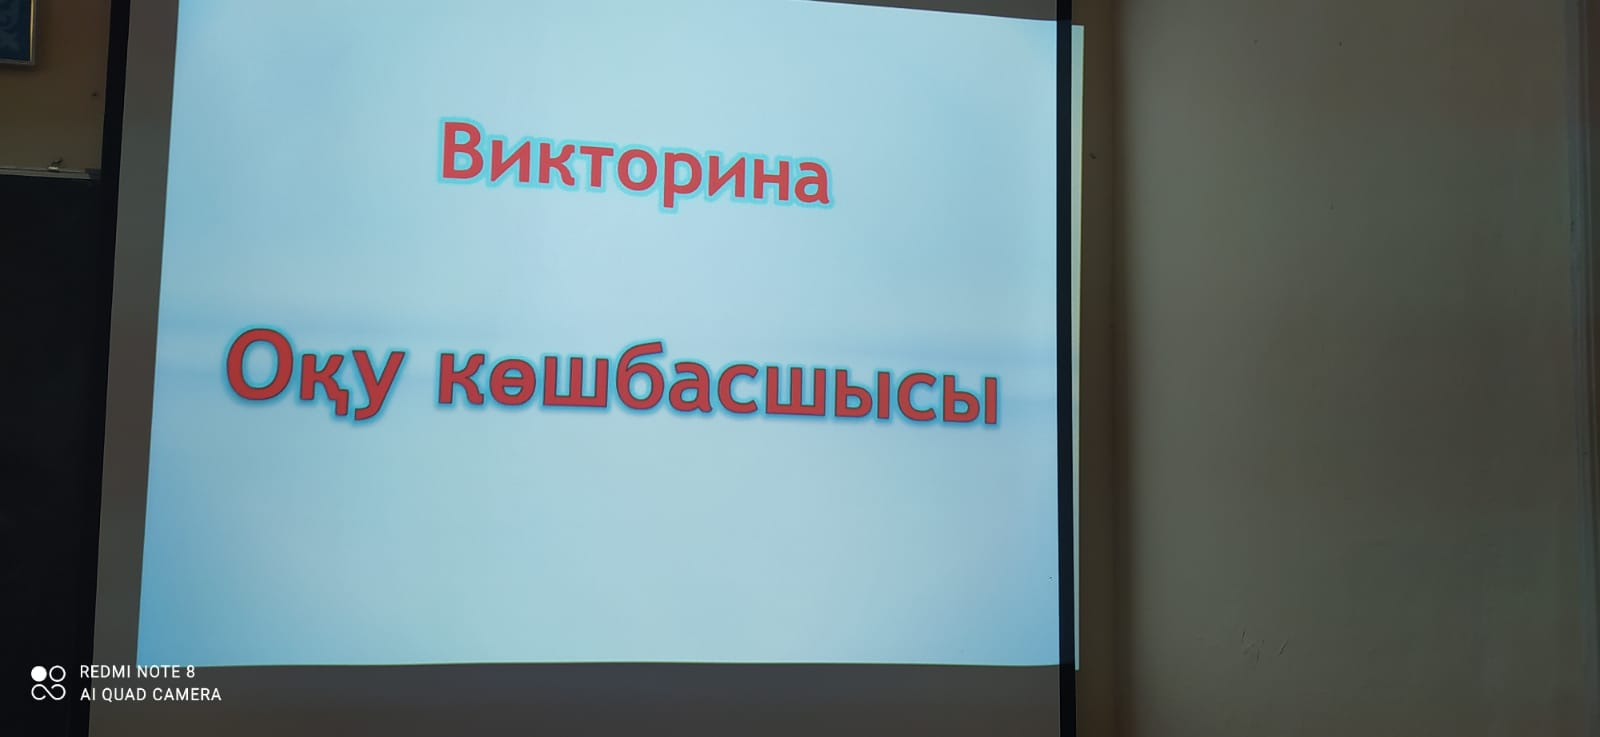 Викторина
Оқу көшбасшысы
REDMI NOTE 8
AI QUAD CAMERA